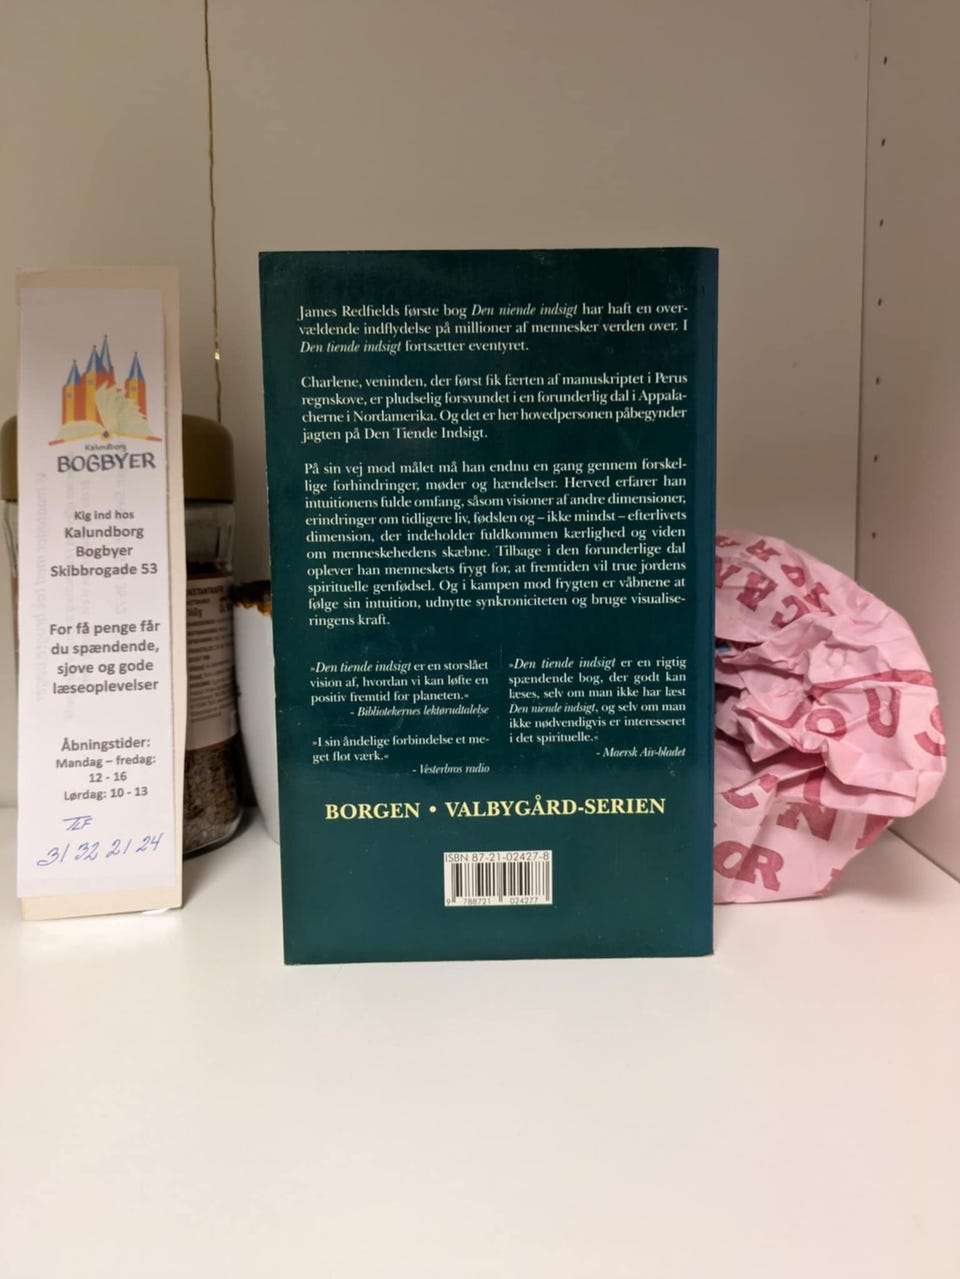 Kalundborg
BOGBYER
Kig ind hos
Kalundborg
Bogbyer
Skibbrogade 53
For få penge får
du spændende,
sjove og gode
læseoplevelser
Åbningstider:
Mandag – fredag:
12 - 16
Lørdag: 10 - 13
TLF
31 32 21 24
James Redfields første bog Den niende indsigt har haft en over-
vældende indflydelse på millioner af mennesker verden over. I
Den tiende indsigt fortsætter eventyret.
Charlene, veninden, der først fik færten af manuskriptet i Perus
regnskove, er pludselig forsvundet i en forunderlig dal i Appala-
cherne i Nordamerika. Og det er her hovedpersonen påbegynder
jagten på Den Tiende Indsigt.
På sin vej mod målet må han endnu en gang gennem forskel-
lige forhindringer, møder og hændelser. Herved erfarer han
intuitionens fulde omfang, såsom visioner af andre dimensioner,
erindringer om tidligere liv, fødslen og – ikke mindst – efterlivets
dimension, der indeholder fuldkommen kærlighed og viden
om menneskehedens skæbne. Tilbage i den forunderlige dal
oplever han menneskets frygt for, at fremtiden vil true jordens
spirituelle genfødsel. Og i kampen mod frygten er våbnene at
følge sin intuition, udnytte synkroniciteten og bruge visualise-
ringens kraft.
»Den tiende indsigt er en storslået
vision af, hvordan vi kan løfte en
positiv fremtid for planeten.«
- Bibliotekernes lektørudtalelse
»I sin åndelige forbindelse et me-
get flot værk.«
- Vesterbros radio
»Den tiende indsigt er en rigtig
spændende bog, der godt kan
læses, selv om man ikke har læst
Den niende indsigt, og selv om man
ikke nødvendigvis er interesseret
i det spirituelle.«
- Maersk Air-bladet
BORGEN • VALBYGÅRD-SERIEN
ISBN 87-21-02427-8
9 788721 024277